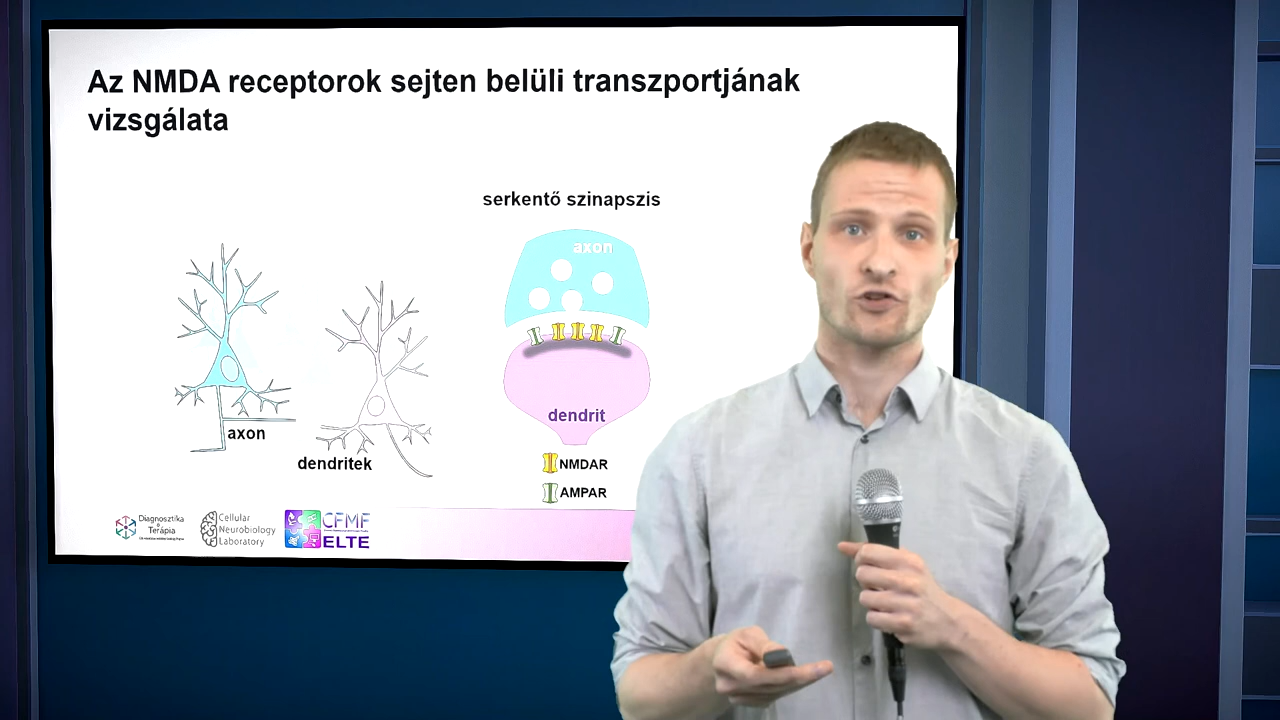 Az NMDA receptorok sejten belüli transzportjának
vizsgálata
serkentő szinapszis
axon
axon
dendritek
dendrit
NMDAR
AMPAR
Diagnosztika
Terápia
Cellular
Neurobiology
Laboratory
CFMF
ELTE